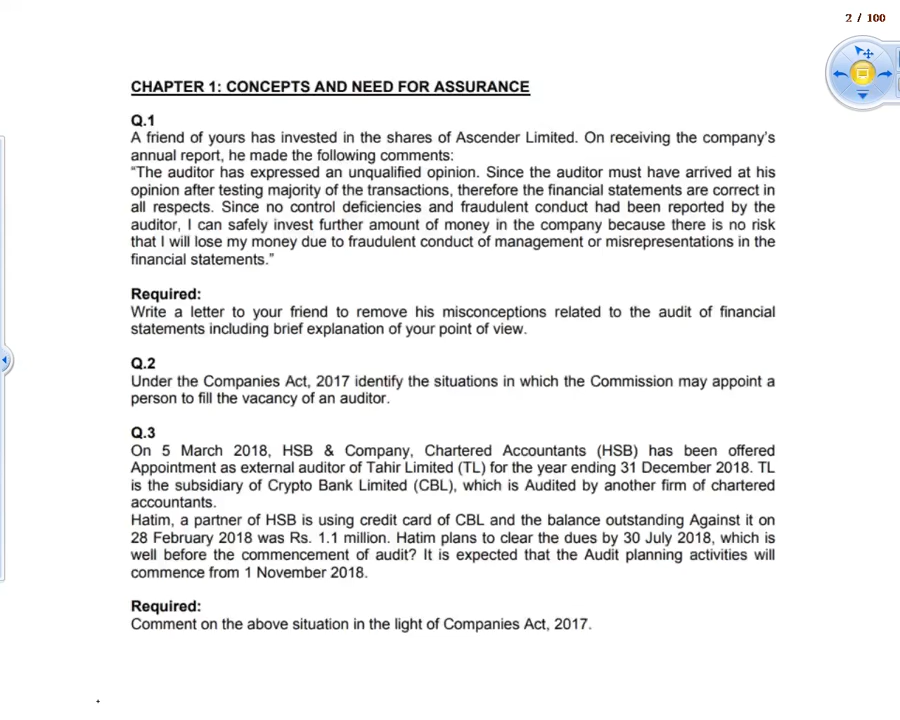 2 / 100
CHAPTER 1: CONCEPTS AND NEED FOR ASSURANCE
Q.1
A friend of yours has invested in the shares of Ascender Limited. On receiving the company's
annual report, he made the following comments:
“The auditor has expressed an unqualified opinion. Since the auditor must have arrived at his
opinion after testing majority of the transactions, therefore the financial statements are correct in
all respects. Since no control deficiencies and fraudulent conduct had been reported by the
auditor, I can safely invest further amount of money in the company because there is no risk
that I will lose my money due to fraudulent conduct of management or misrepresentations in the
financial statements.”
Required:
Write a letter to your friend to remove his misconceptions related to the audit of financial
statements including brief explanation of your point of view.
Q.2
Under the Companies Act, 2017 identify the situations in which the Commission may appoint a
person to fill the vacancy of an auditor.
Q.3
On 5 March 2018, HSB & Company, Chartered Accountants (HSB) has been offered
Appointment as external auditor of Tahir Limited (TL) for the year ending 31 December 2018. TL
is the subsidiary of Crypto Bank Limited (CBL), which is Audited by another firm of chartered
accountants.
Hatim, a partner of HSB is using credit card of CBL and the balance outstanding Against it on
28 February 2018 was Rs. 1.1 million. Hatim plans to clear the dues by 30 July 2018, which is
well before the commencement of audit? It is expected that the Audit planning activities will
commence from 1 November 2018.
Required:
Comment on the above situation in the light of Companies Act, 2017.